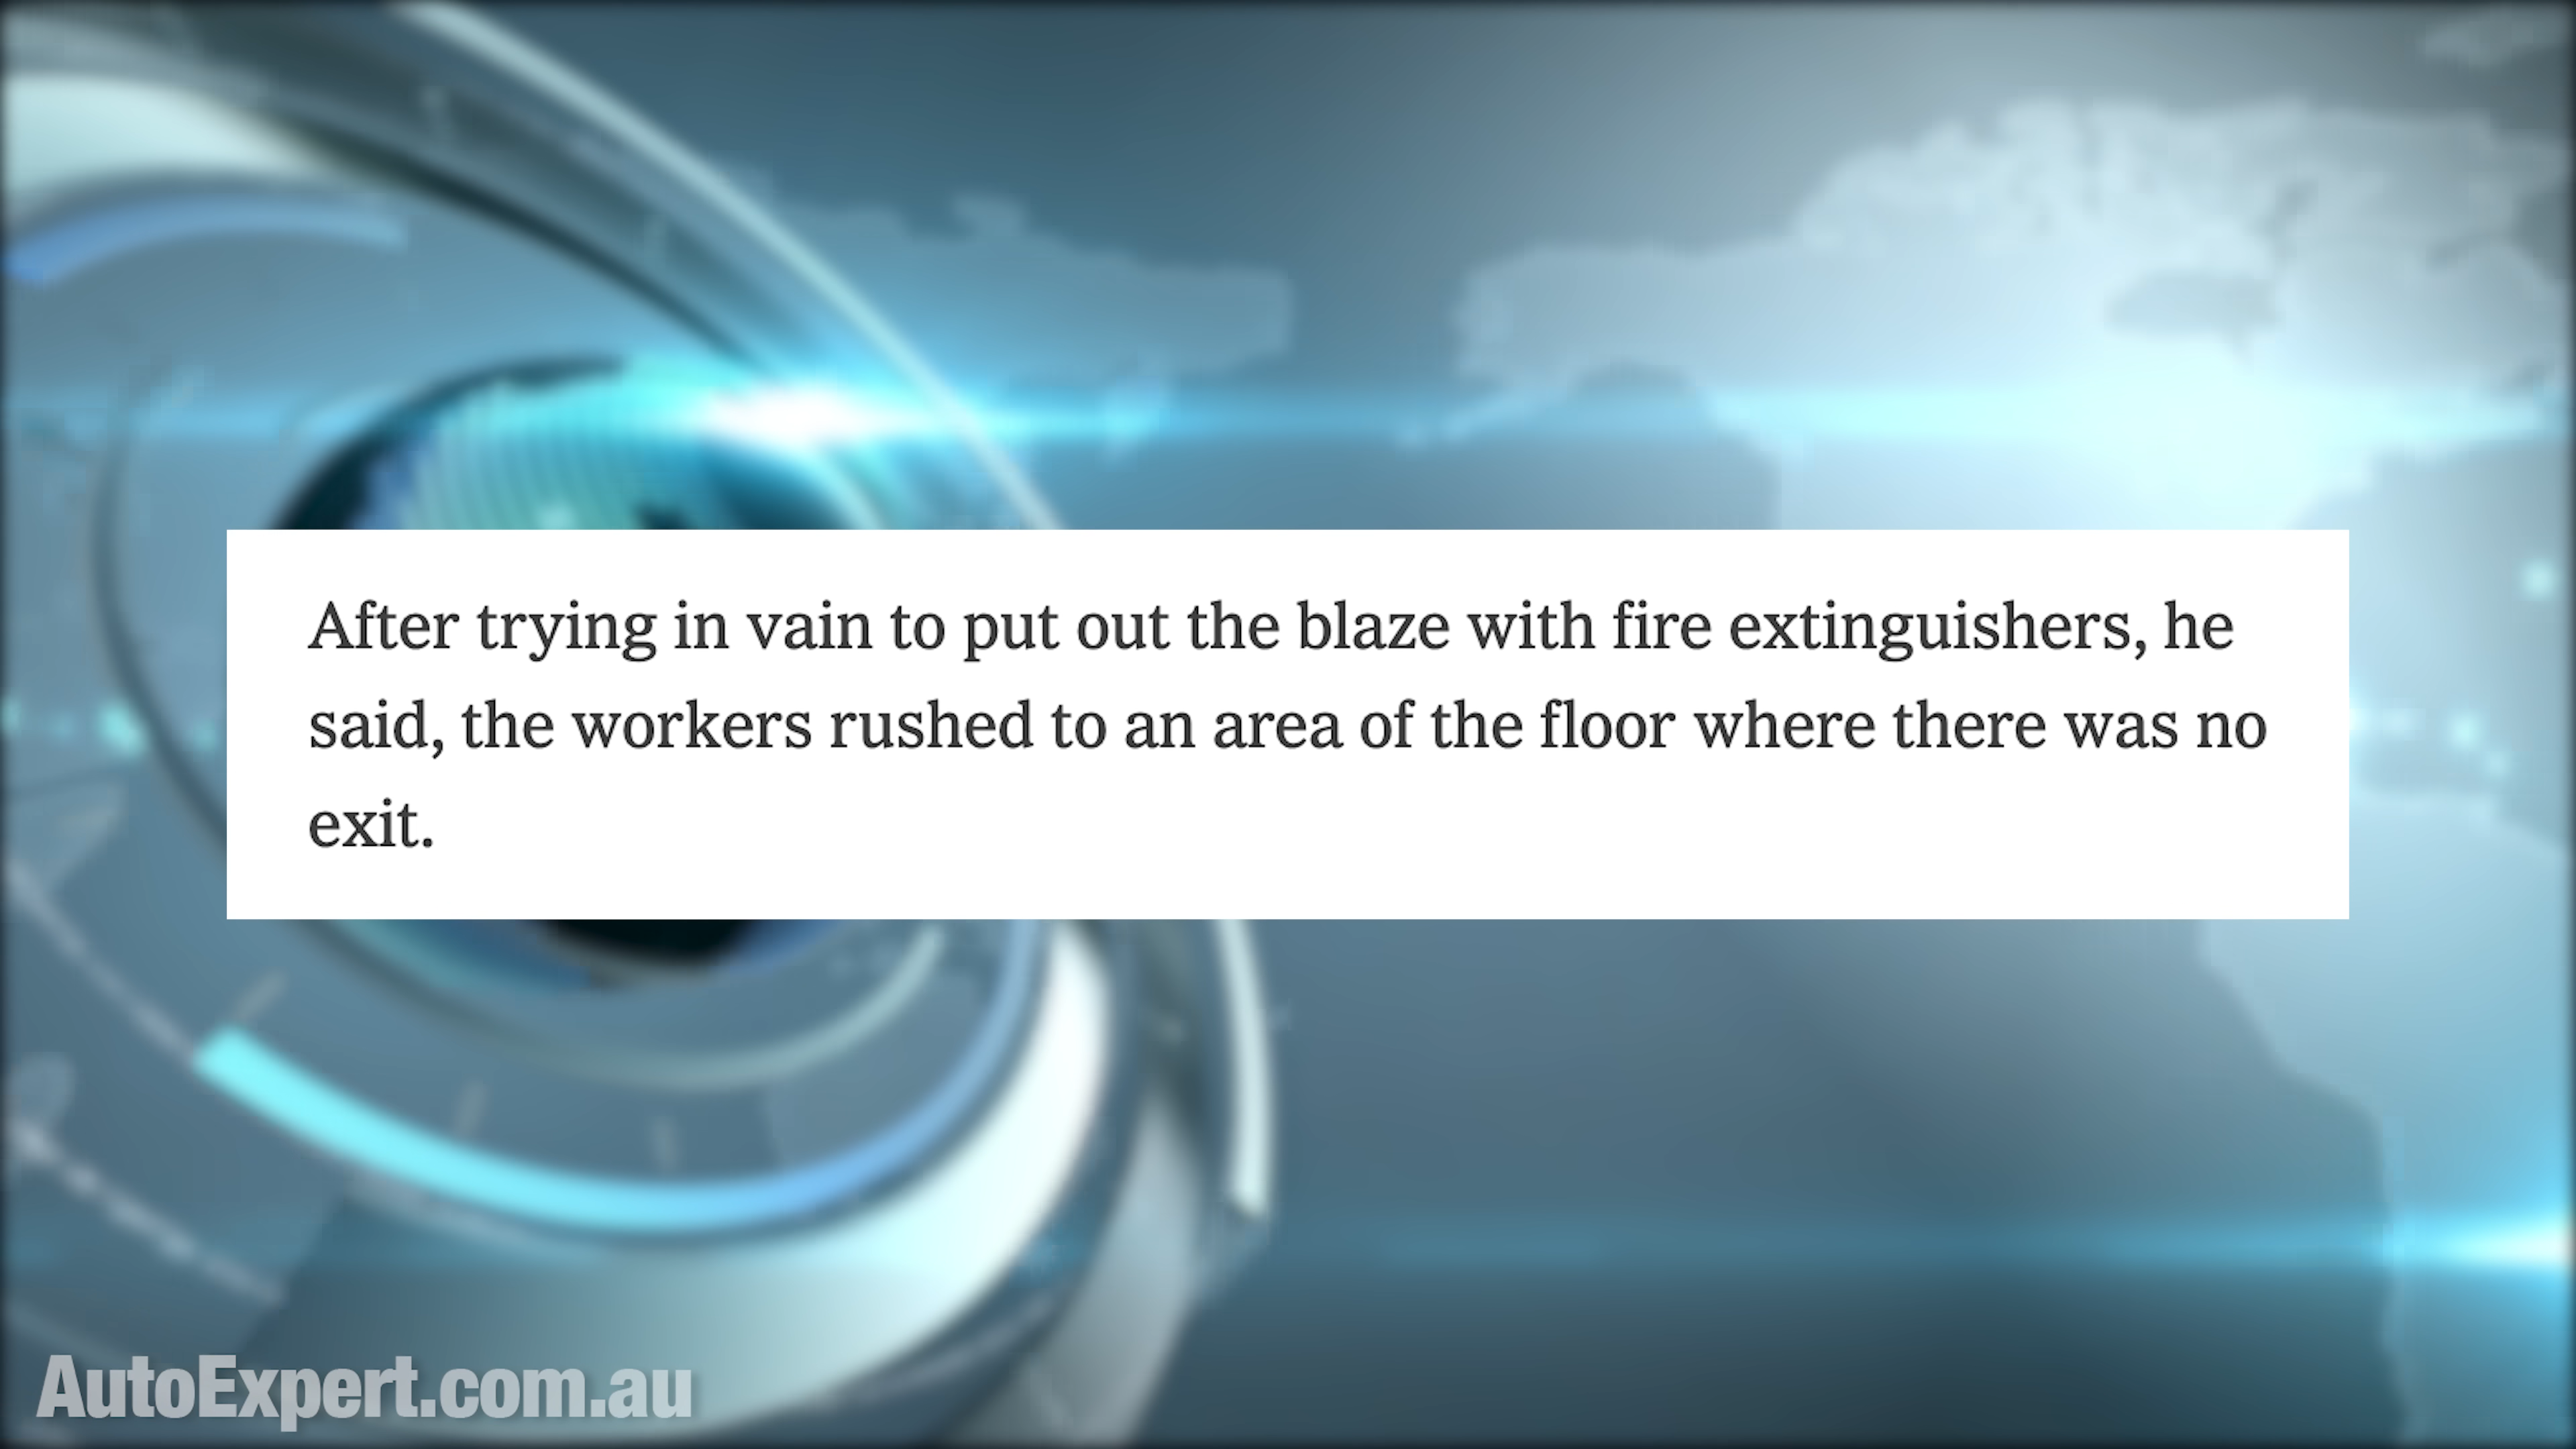 After trying in vain to put out the blaze with fire extinguishers, he
said, the workers rushed to an area of the floor where there was no
exit.
AutoExpert.com.au